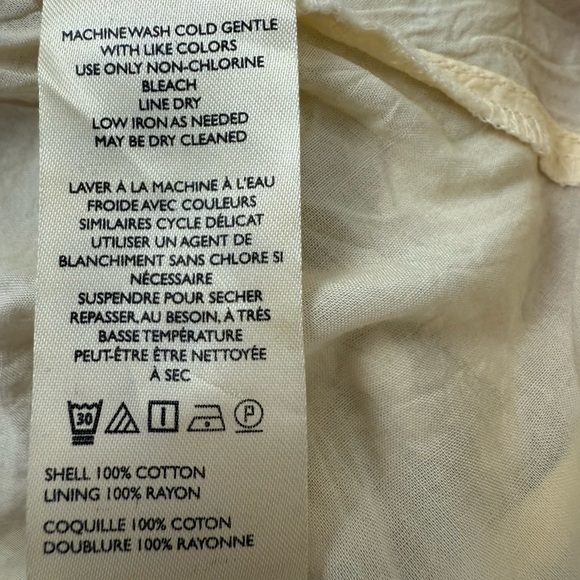 MACHINE WASH COLD GENTLE
WITH LIKE COLORS
USE ONLY NON-CHLORINE
BLEACH
LINE DRY
LOW IRON AS NEEDED
MAY BE DRY CLEANED
LAVER À LA MACHINE À L'EAU
FROIDE AVEC COULEURS
SIMILAIRES CYCLE DÉLICAT
UTILISER UN AGENT DE
BLANCHIMENT SANS CHLORE SI
NÉCESSAIRE
SUSPENDRE POUR SECHER
REPASSER, AU BESOIN, À TRÉS
BASSE TEMPÉRATURE
PEUT-ÊTRE ÊTRE NETTOYÉE
À SEC
30 P
SHELL 100% COTTON
LINING 100% RAYON
COQUILLE 100% COTON
DOUBLURE 100% RAYONNE